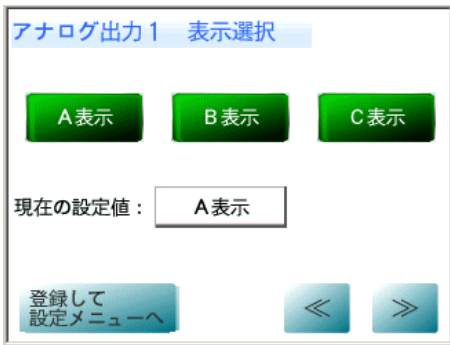 アナログ出力1 表示選択
A表示 B表示 C表示
現在の設定値： A表示
登録して
設定メニューへ
≪ ≫